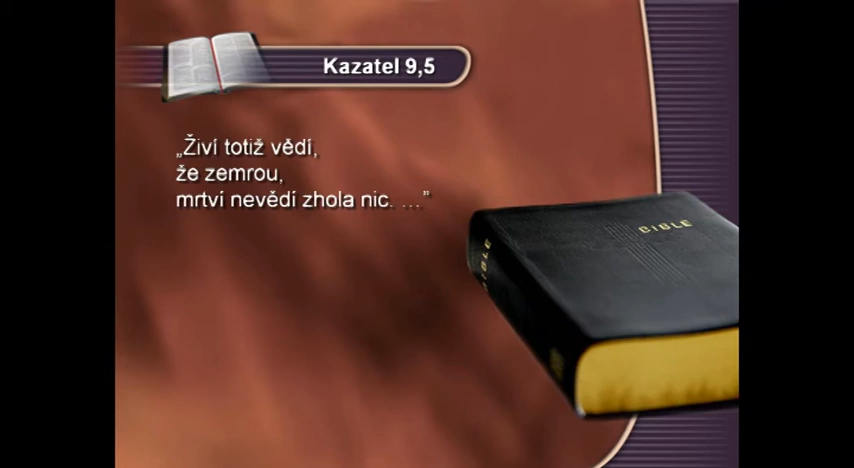 Kazatel 9,5
„Živí totiž vědí,
že zemrou,
mrtví nevědí zhola nic. …”
BIBLE
BIBLE